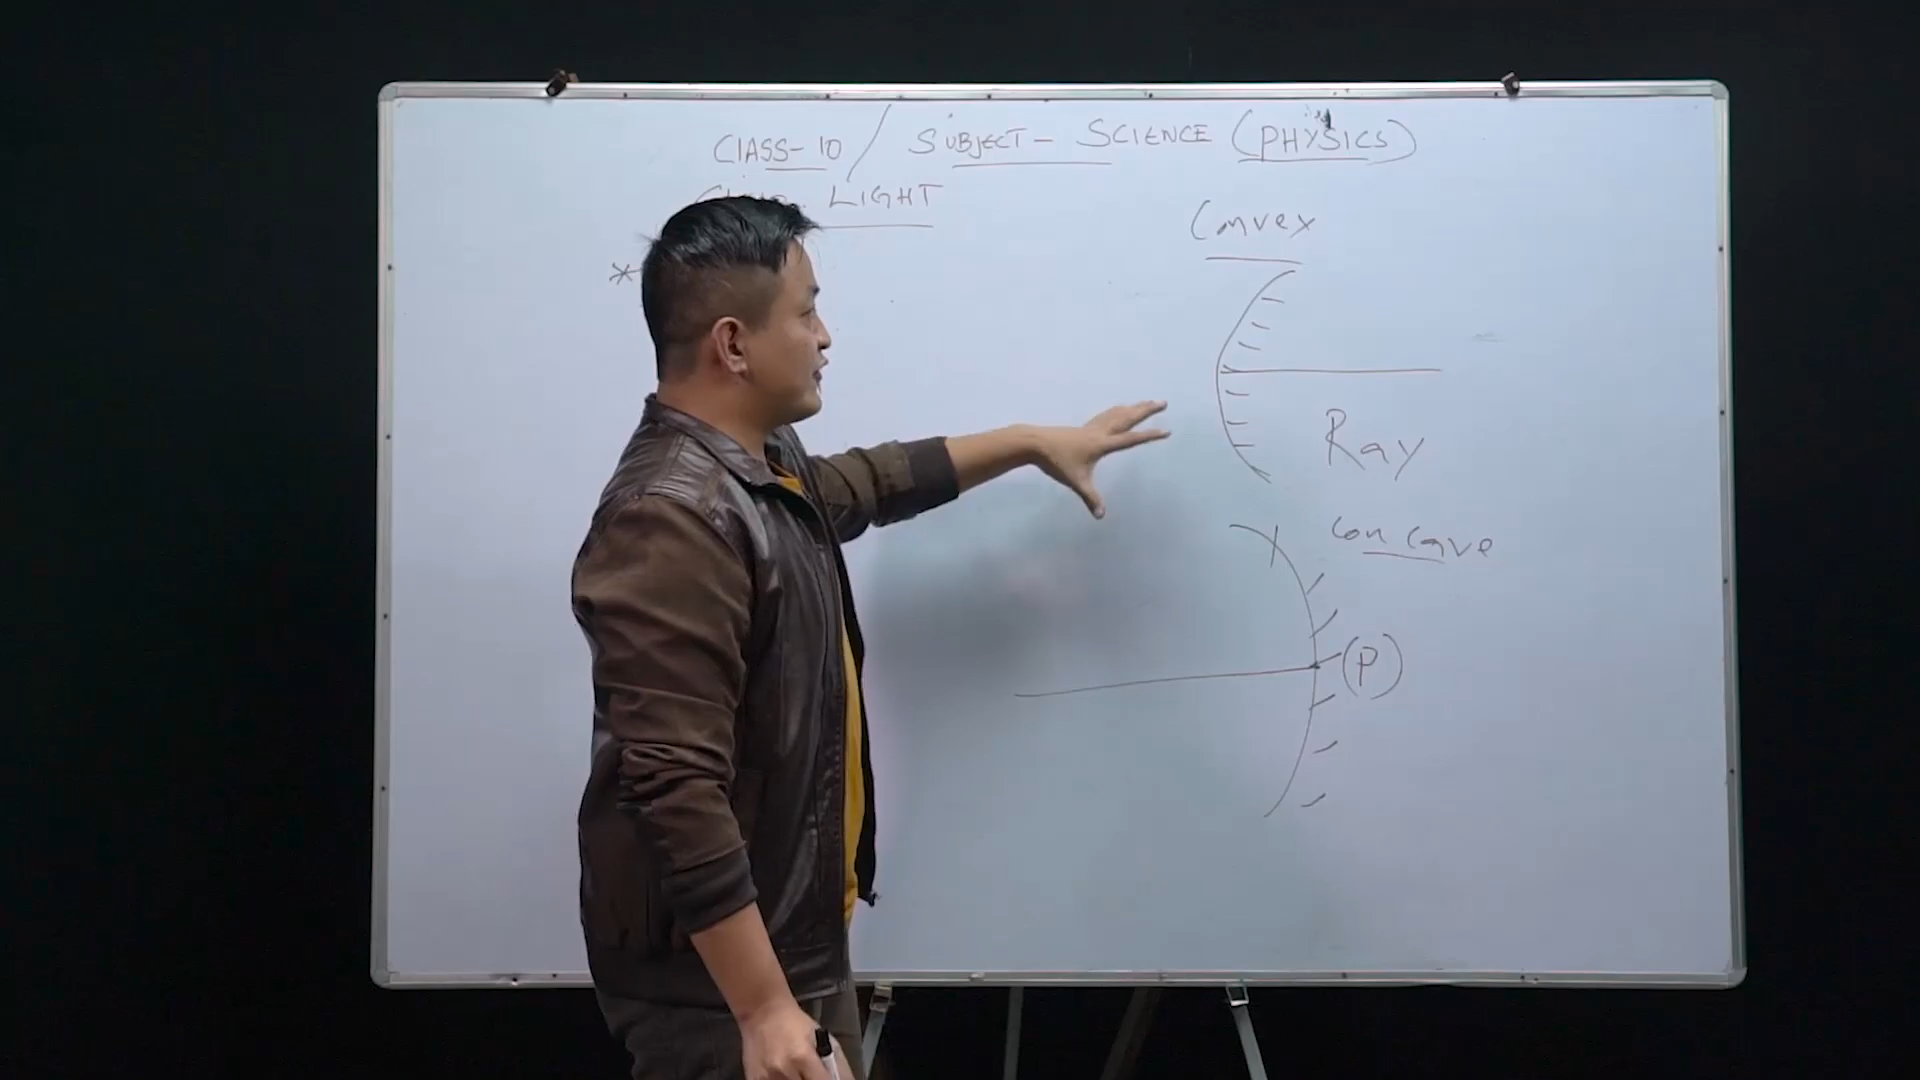 CLASS-10 / SUBJECT - SCIENCE (PHYSICS)
LIGHT
Convex
*
Ray
Concave
(P)